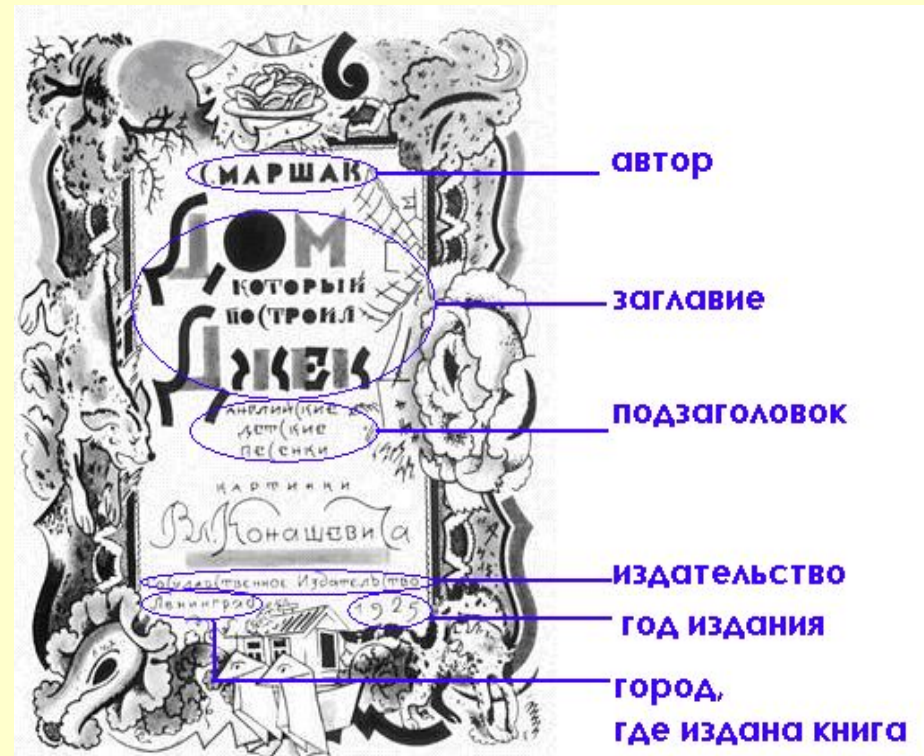 С МАРШАК
автор
ДОМ
КОТОРЫЙ
ПОСТРОИЛ
заглавие
ДЖЕК
АНГЛИЙСКИЕ
ДЕТСКИЕ
ПЕСЕНКИ
подзаголовок
КАРТИНКИ
Вл. Конашевича
Государственное Издательство
издательство
Ленинград
1925
год издания
город,
где издана книга